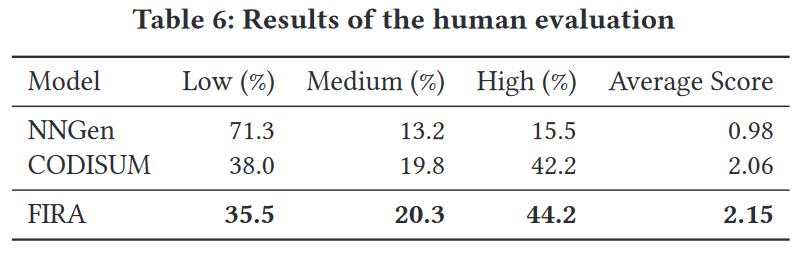 Table 6: Results of the human evaluation
Model Low (%) Medium (%) High (%) Average Score
NNGen 71.3 13.2 15.5 0.98
CODISUM 38.0 19.8 42.2 2.06
FIRA 35.5 20.3 44.2 2.15